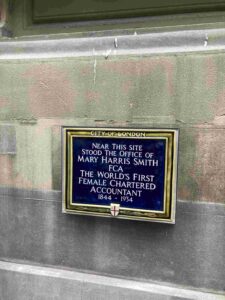 CITY OF LONDON
NEAR THIS SITE
STOOD THE OFFICE OF
MARY HARRIS SMITH
FCA
THE WORLD'S FIRST
FEMALE CHARTERED
ACCOUNTANT
1844 - 1934